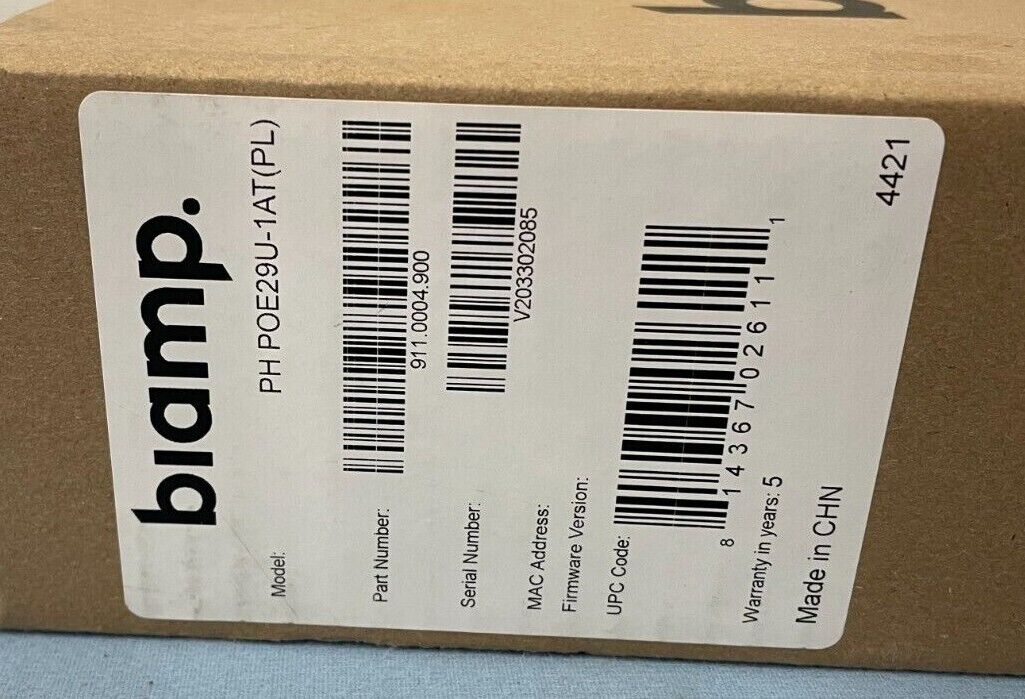 biamp.
Model: PH POE29U-1AT(PL)
Part Number:
911.0004.900
Serial Number:
V203302085
MAC Address:
Firmware Version:
UPC Code:
8 14367 02611 1
Warranty in years: 5
Made in CHN 4421